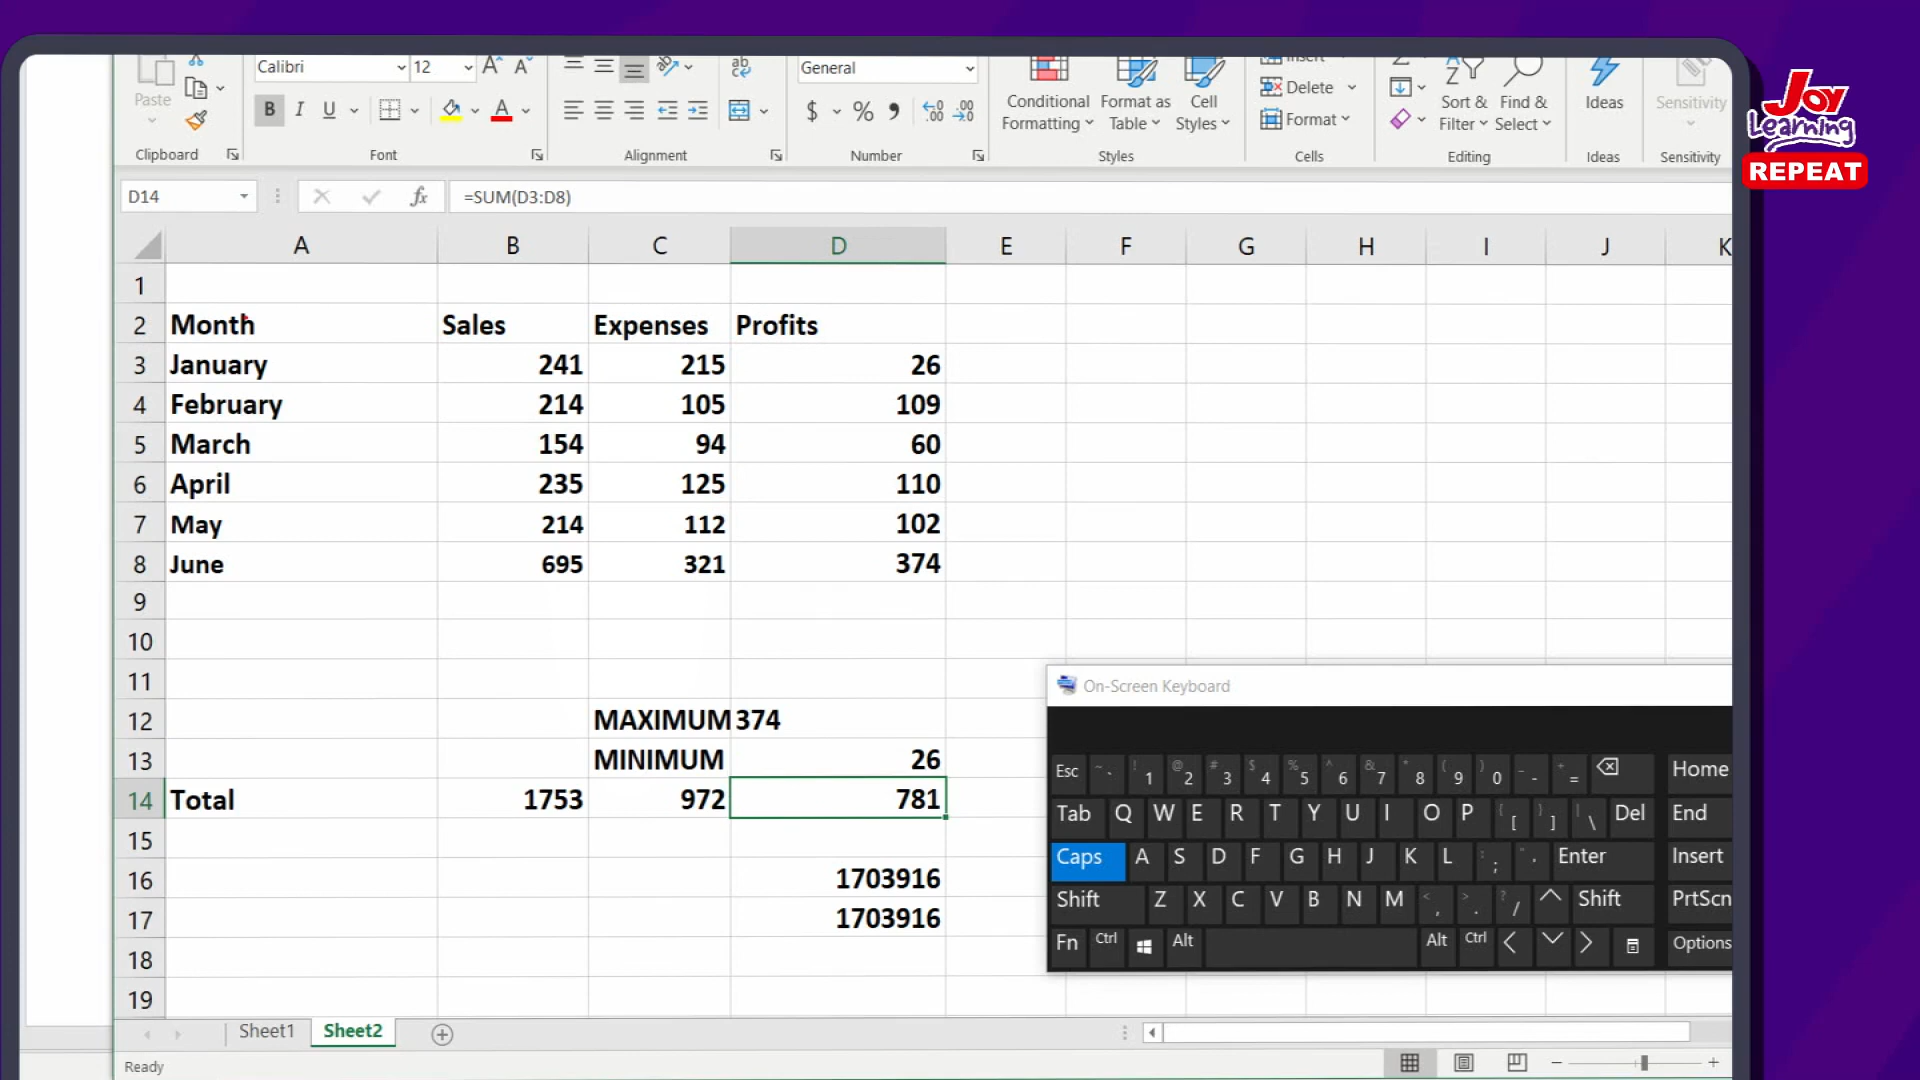 Joy
Learning
REPEAT
Calibri 12 General
Paste
Conditional Formatting
Format as Table
Cell Styles
Insert
Delete
Format
Sort & Filter
Find & Select
Ideas
Sensitivity
Clipboard Font Alignment Number Styles Cells Editing Ideas Sensitivity
D14 fx =SUM(D3:D8)
A B C D E F G H I J K
1
2 Month Sales Expenses Profits
3 January 241 215 26
4 February 214 105 109
5 March 154 94 60
6 April 235 125 110
7 May 214 112 102
8 June 695 321 374
9
10
11
12 MAXIMUM 374
13 MINIMUM 26
14 Total 1753 972 781
15
16 1703916
17 1703916
18
19
On-Screen Keyboard
Esc ~ ` ! 1 @ 2 # 3 $ 4 % 5 ^ 6 & 7 * 8 ( 9 ) 0 _ - + = Home
Tab Q W E R T Y U I O P { [ } ] | \ Del End
Caps A S D F G H J K L : ; " ' Enter Insert
Shift Z X C V B N M < , > . ? / Shift PrtScn
Fn Ctrl Alt Alt Ctrl Options
Sheet1 Sheet2
Ready